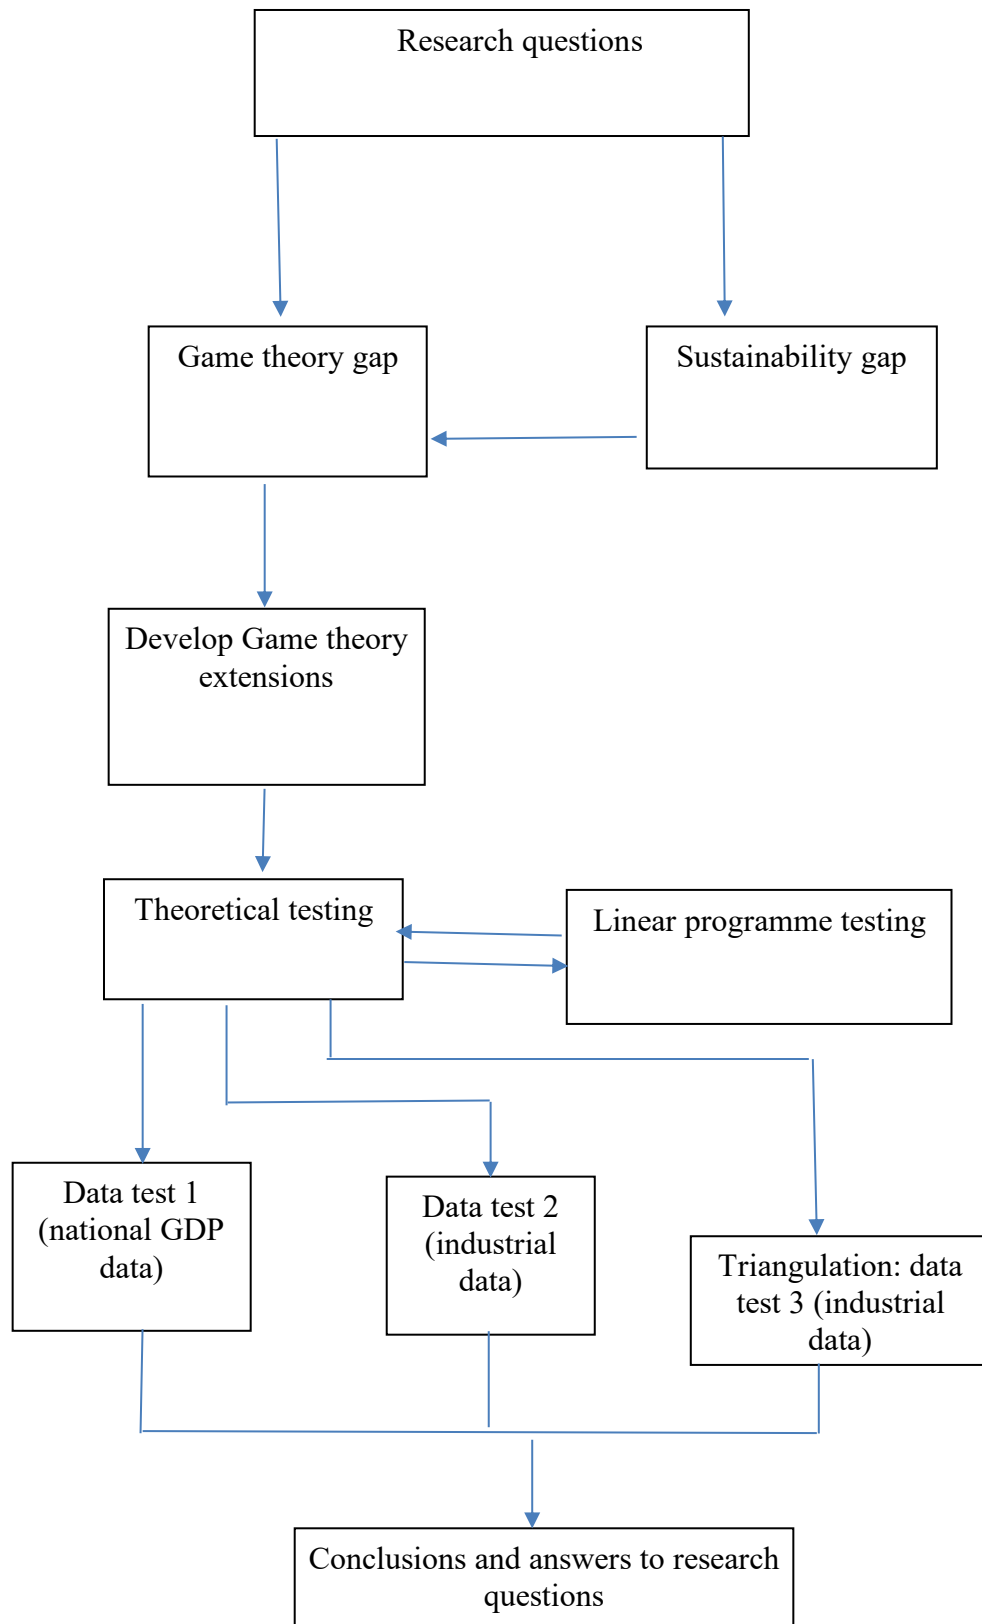 Research questions
Game theory gap
Sustainability gap
Develop Game theory
extensions
Theoretical testing
Linear programme testing
Data test 1
(national GDP
data)
Data test 2
(industrial
data)
Triangulation: data
test 3 (industrial
data)
Conclusions and answers to research
questions